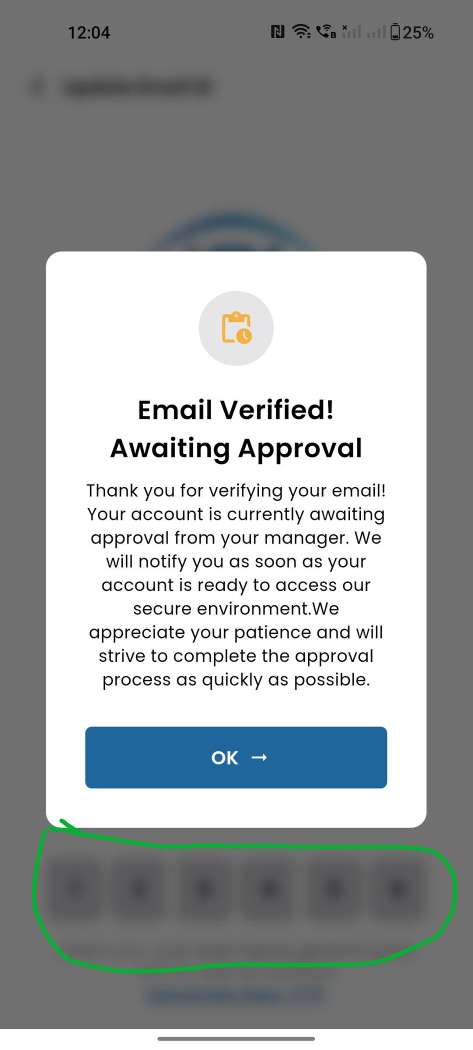 12:04
25%
Email Verified!
Awaiting Approval
Thank you for verifying your email!
Your account is currently awaiting
approval from your manager. We
will notify you as soon as your
account is ready to access our
secure environment.We
appreciate your patience and will
strive to complete the approval
process as quickly as possible.
OK →